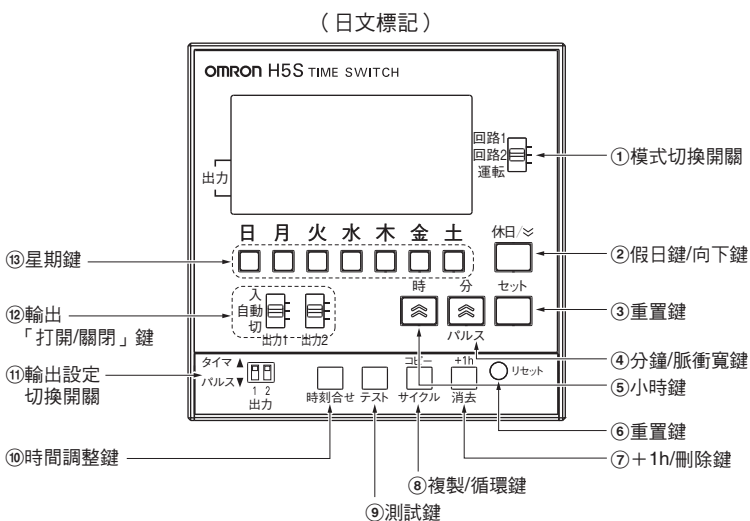 （日文標記）
OMRON H5S TIME SWITCH
回路1
回路2
運転
①模式切換開關
出力
日 月 火 水 木 金 土
休日/︾
②假日鍵/向下鍵
⑬星期鍵
時 分 セット
入
自動
切
出力1 出力2
⑫輸出
「打開/關閉」鍵
③重置鍵
パルス
④分鐘/脈衝寬鍵
タイマ▲
パルス▼
1 2
出力
⑪輸出設定
切換開關
コピー +1h
時刻合せ テスト サイクル 消去
リセット
⑤小時鍵
⑥重置鍵
⑩時間調整鍵
⑦＋1h/刪除鍵
⑧複製/循環鍵
⑨測試鍵